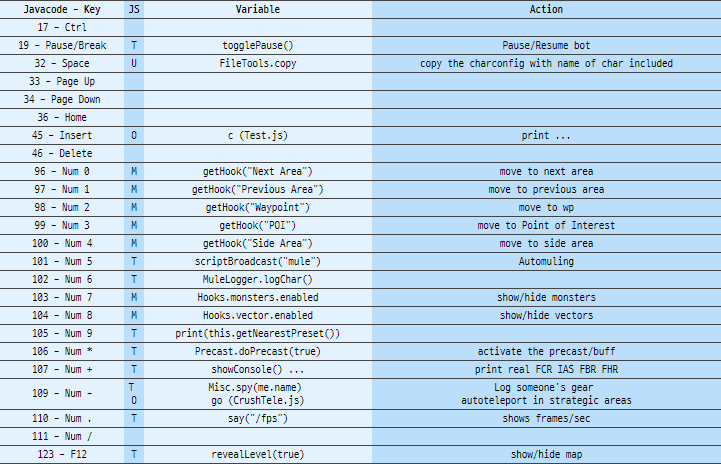 Javacode - Key JS Variable Action
17 - Ctrl
19 - Pause/Break T togglePause() Pause/Resume bot
32 - Space U FileTools.copy copy the charconfig with name of char included
33 - Page Up
34 - Page Down
36 - Home
45 - Insert O c (Test.js) print ...
46 - Delete
96 - Num 0 M getHook("Next Area") move to next area
97 - Num 1 M getHook("Previous Area") move to previous area
98 - Num 2 M getHook("Waypoint") move to wp
99 - Num 3 M getHook("POI") move to Point of Interest
100 - Num 4 M getHook("Side Area") move to side area
101 - Num 5 T scriptBroadcast("mule") Automuling
102 - Num 6 T MuleLogger.logChar()
103 - Num 7 M Hooks.monsters.enabled show/hide monsters
104 - Num 8 M Hooks.vector.enabled show/hide vectors
105 - Num 9 T print(this.getNearestPreset())
106 - Num * T Precast.doPrecast(true) activate the precast/buff
107 - Num + T showConsole() ... print real FCR IAS FBR FHR
109 - Num - T Misc.spy(me.name) Log someone's gear
O go (CrushTele.js) autoteleport in strategic areas
110 - Num . T say("/fps") shows frames/sec
111 - Num /
123 - F12 T revealLevel(true) show/hide map